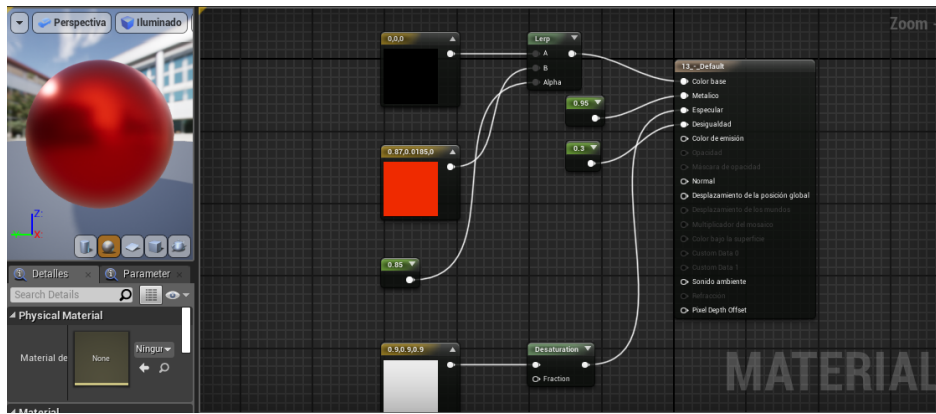 Perspectiva
Iluminado
Zoom -
0,0,0
Lerp
A
B
Alpha
13_-_Default
Color base
Metalico
Especular
Desigualdad
Color de emisión
Opacidad
Máscara de opacidad
Normal
Desplazamiento de la posición global
Desplazamiento de los mundos
Multiplicador del mosaico
Color bajo la superficie
Custom Data 0
Custom Data 1
Sonido ambiente
Refracción
Pixel Depth Offset
0.95
0.3
0.87,0.0185,0
0.85
0.9,0.9,0.9
Desaturation
Fraction
Z:
X
Detalles
Parameter
Search Details
Physical Material
Material de
None
Ningur
Material
MATERIAL